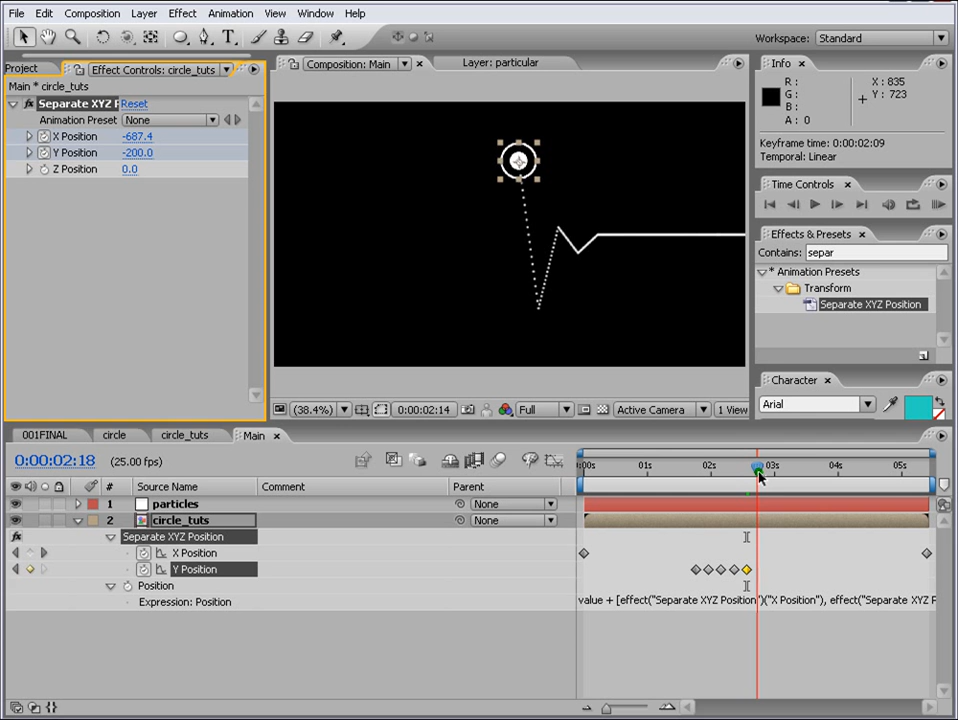 File Edit Composition Layer Effect Animation View Window Help
Workspace: Standard
Project
Effect Controls: circle_tuts
Main * circle_tuts
Separate XYZ P Reset
Animation Preset None
X Position -687.4
Y Position -200.0
Z Position 0.0
Composition: Main
Layer: particular
(38.4%) 0:00:02:14 Full Active Camera 1 View
Info
R :
G :
B :
A : 0
X : 835
Y : 723
Keyframe time: 0:00:02:09
Temporal: Linear
Time Controls
Effects & Presets
Contains: separ
* Animation Presets
Transform
Separate XYZ Position
Character
Arial
001FINAL circle circle_tuts Main
0:00:02:18 (25.00 fps)
:00s 01s 02s 03s 04s 05s
# Source Name Comment Parent
1 particles None
2 circle_tuts None
Separate XYZ Position
X Position
Y Position
Position
Expression: Position
value + [effect("Separate XYZ Position")("X Position"), effect("Separate XYZ P